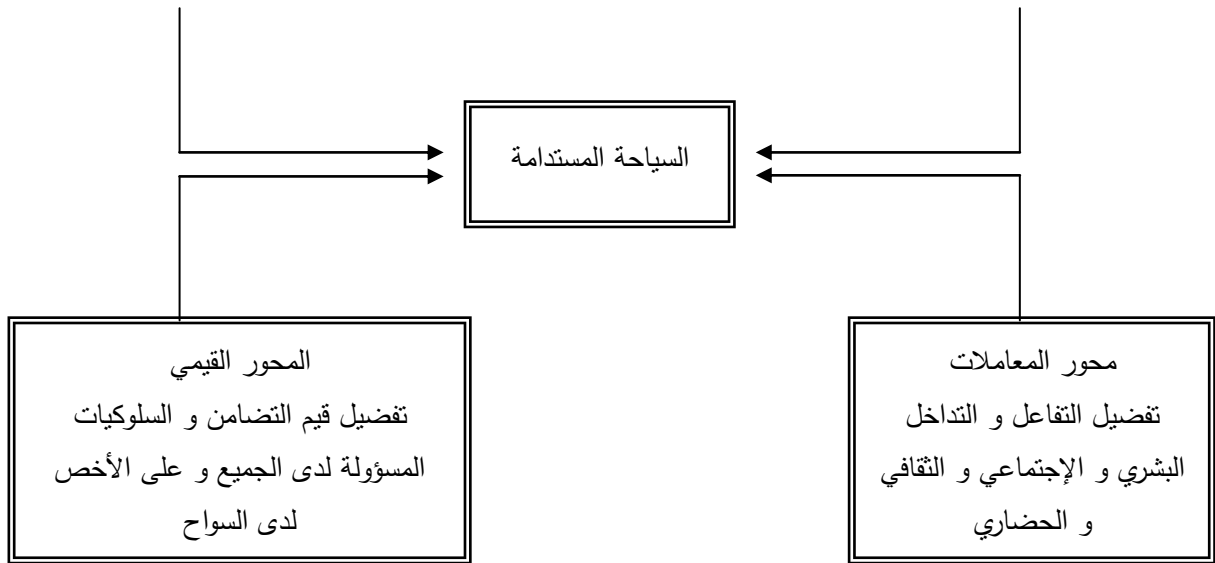 السياحة المستدامة
محور المعاملات
تفضيل التفاعل و التداخل
البشري و الإجتماعي و الثقافي
و الحضاري
المحور القيمي
تفضيل قيم التضامن و السلوكيات
المسؤولة لدى الجميع و على الأخص
لدى السواح